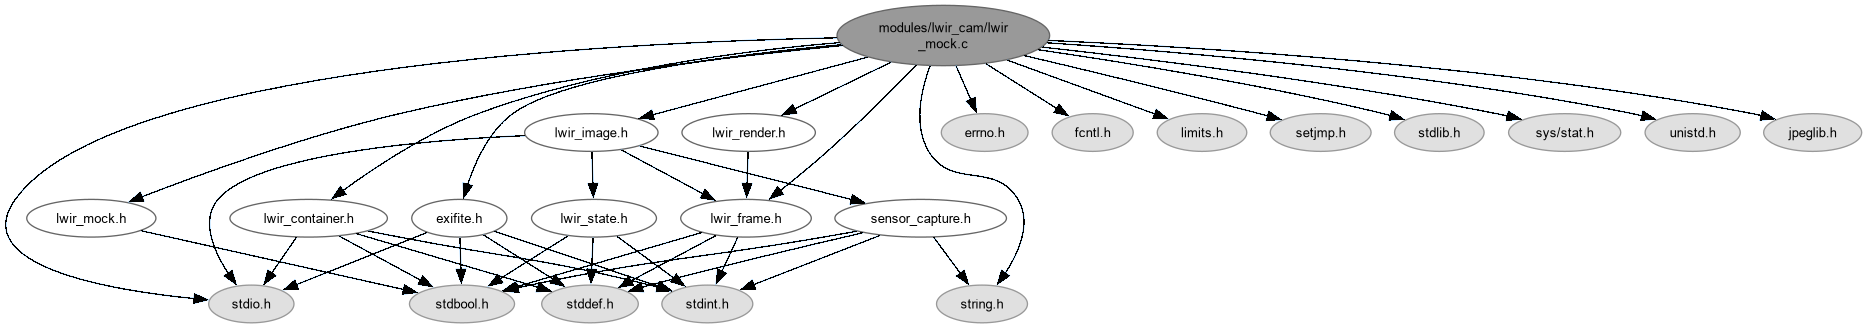 modules/lwir_cam/lwir
_mock.c
lwir_image.h
lwir_render.h
errno.h
fcntl.h
limits.h
setjmp.h
stdlib.h
sys/stat.h
unistd.h
jpeglib.h
lwir_mock.h
lwir_container.h
exifite.h
lwir_state.h
lwir_frame.h
sensor_capture.h
stdio.h
stdbool.h
stddef.h
stdint.h
string.h